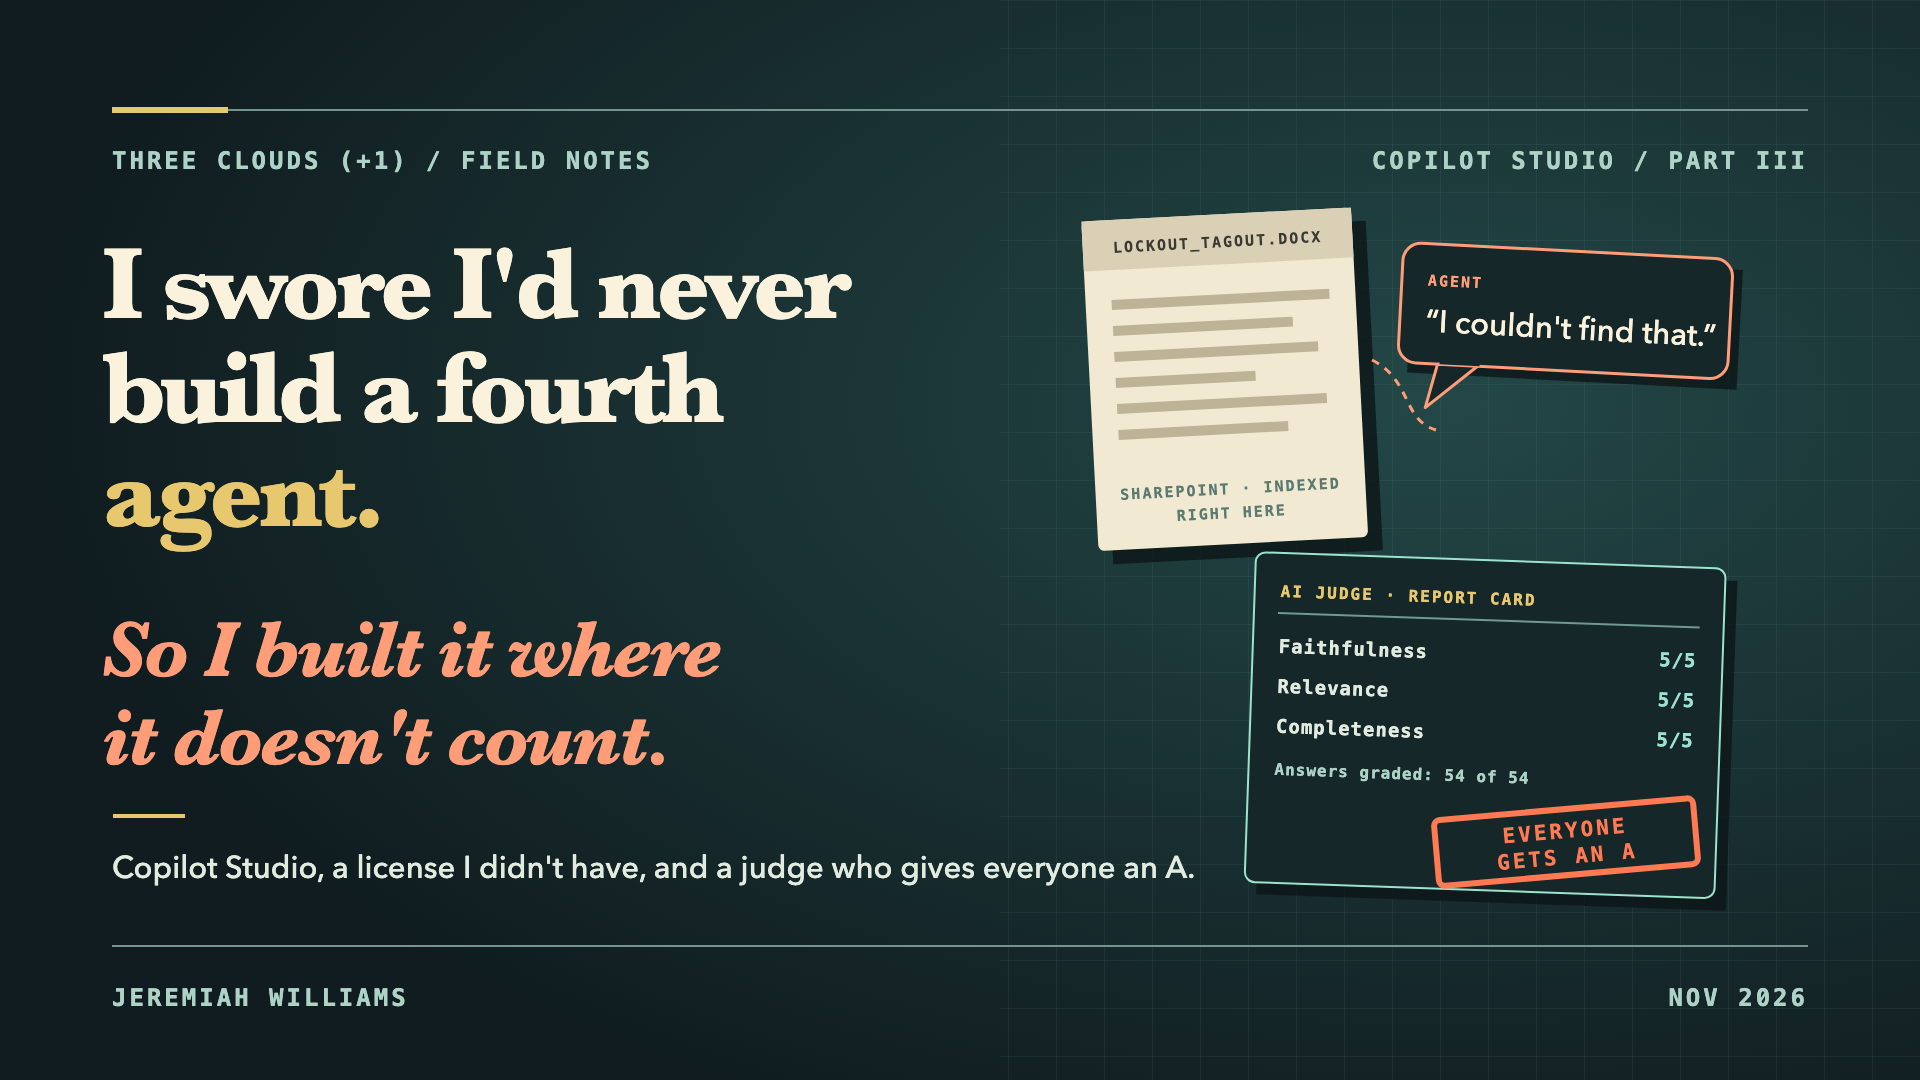 THREE CLOUDS (+1) / FIELD NOTES
COPILOT STUDIO / PART III
I swore I'd never
build a fourth
agent.
So I built it where
it doesn't count.
Copilot Studio, a license I didn't have, and a judge who gives everyone an A.
LOCKOUT_TAGOUT.DOCX
SHAREPOINT · INDEXED
RIGHT HERE
AGENT
“I couldn't find that.”
AI JUDGE · REPORT CARD
Faithfulness 5/5
Relevance 5/5
Completeness 5/5
Answers graded: 54 of 54
EVERYONE
GETS AN A
JEREMIAH WILLIAMS
NOV 2026